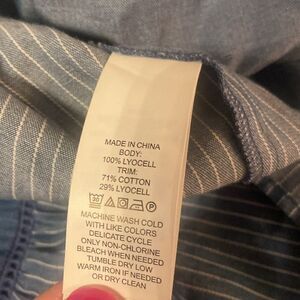 MADE IN CHINA
BODY:
100% LYOCELL
TRIM:
71% COTTON
29% LYOCELL
MACHINE WASH COLD
WITH LIKE COLORS
DELICATE CYCLE
ONLY NON-CHLORINE
BLEACH WHEN NEEDED
TUMBLE DRY LOW
WARM IRON IF NEEDED
OR DRY CLEAN